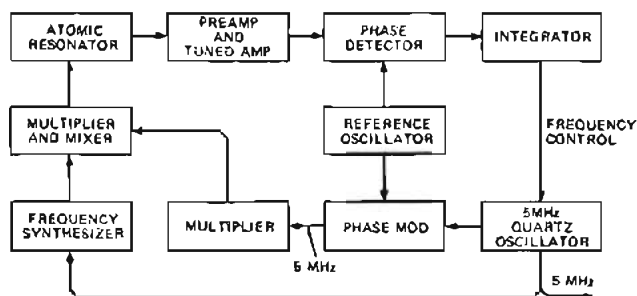 ATOMIC
RESONATOR
PREAMP
AND
TUNED AMP
PHASE
DETECTOR
INTEGRATOR
MULTIPLIER
AND MIXER
REFERENCE
OSCILLATOR
FREQUENCY
CONTROL
FREQUENCY
SYNTHESIZER
MULTIPLIER
PHASE MOD
5MHz
QUARTZ
OSCILLATOR
5 MHz
5 MHz